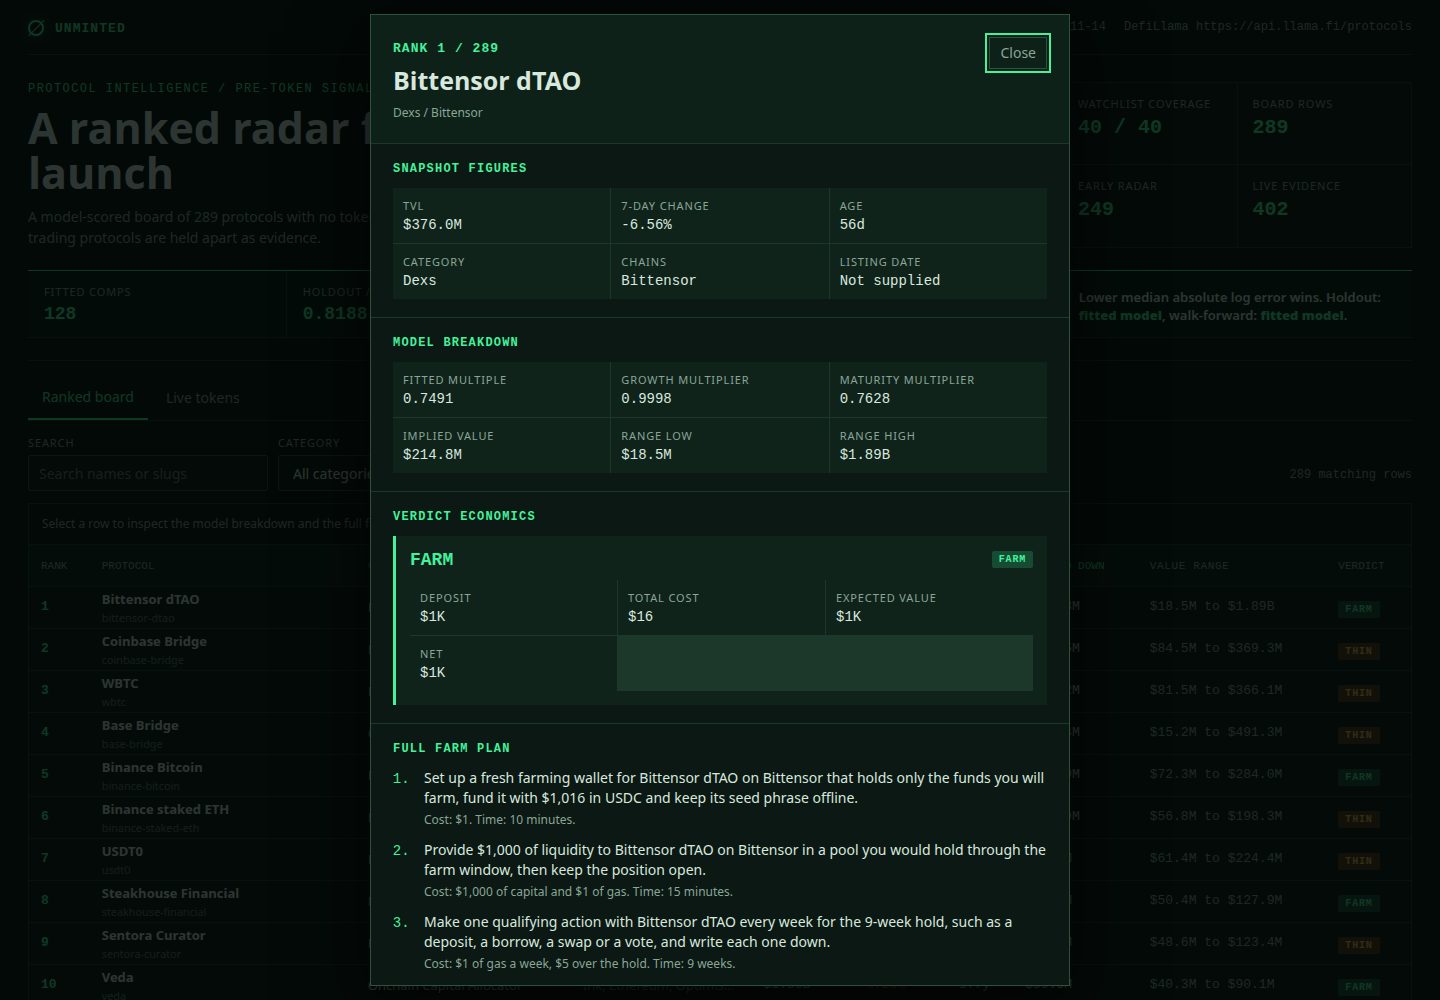 UNMINTED
11-14 DefiLlama https://api.llama.fi/protocols
PROTOCOL INTELLIGENCE / PRE-TOKEN SIGNAL
A ranked radar
launch
A model-scored board of 289 protocols with no
trading protocols are held apart as evidence.
WATCHLIST COVERAGE
40 / 40
BOARD ROWS
289
EARLY RADAR
249
LIVE EVIDENCE
402
FITTED COMPS
128
HOLDOUT /
0.8188
Lower median absolute log error wins. Holdout:
fitted model, walk-forward: fitted model.
Ranked board
Live tokens
SEARCH
Search names or slugs
CATEGORY
All categorie
289 matching rows
Select a row to inspect the model breakdown and the full
RANK PROTOCOL DOWN VALUE RANGE VERDICT
1 Bittensor dTAO $18.5M to $1.89B FARM
bittensor-dtao
2 Coinbase Bridge $84.5M to $369.3M THIN
coinbase-bridge
3 WBTC $81.5M to $366.1M THIN
wbtc
4 Base Bridge $15.2M to $491.3M THIN
base-bridge
5 Binance Bitcoin $72.3M to $284.0M FARM
binance-bitcoin
6 Binance staked ETH $56.8M to $198.3M THIN
binance-staked-eth
7 USDT0 $61.4M to $224.4M THIN
usdt0
8 Steakhouse Financial $50.4M to $127.9M FARM
steakhouse-financial
9 Sentora Curator $48.6M to $123.4M THIN
sentora-curator
10 Veda $40.3M to $90.1M FARM
veda
RANK 1 / 289
Close
Bittensor dTAO
Dexs / Bittensor
SNAPSHOT FIGURES
TVL
$376.0M
7-DAY CHANGE
-6.56%
AGE
56d
CATEGORY
Dexs
CHAINS
Bittensor
LISTING DATE
Not supplied
MODEL BREAKDOWN
FITTED MULTIPLE
0.7491
GROWTH MULTIPLIER
0.9998
MATURITY MULTIPLIER
0.7628
IMPLIED VALUE
$214.8M
RANGE LOW
$18.5M
RANGE HIGH
$1.89B
VERDICT ECONOMICS
FARM
FARM
DEPOSIT
$1K
TOTAL COST
$16
EXPECTED VALUE
$1K
NET
$1K
FULL FARM PLAN
1. Set up a fresh farming wallet for Bittensor dTAO on Bittensor that holds only the funds you will
farm, fund it with $1,016 in USDC and keep its seed phrase offline.
Cost: $1. Time: 10 minutes.
2. Provide $1,000 of liquidity to Bittensor dTAO on Bittensor in a pool you would hold through the
farm window, then keep the position open.
Cost: $1,000 of capital and $1 of gas. Time: 15 minutes.
3. Make one qualifying action with Bittensor dTAO every week for the 9-week hold, such as a
deposit, a borrow, a swap or a vote, and write each one down.
Cost: $1 of gas a week, $5 over the hold. Time: 9 weeks.